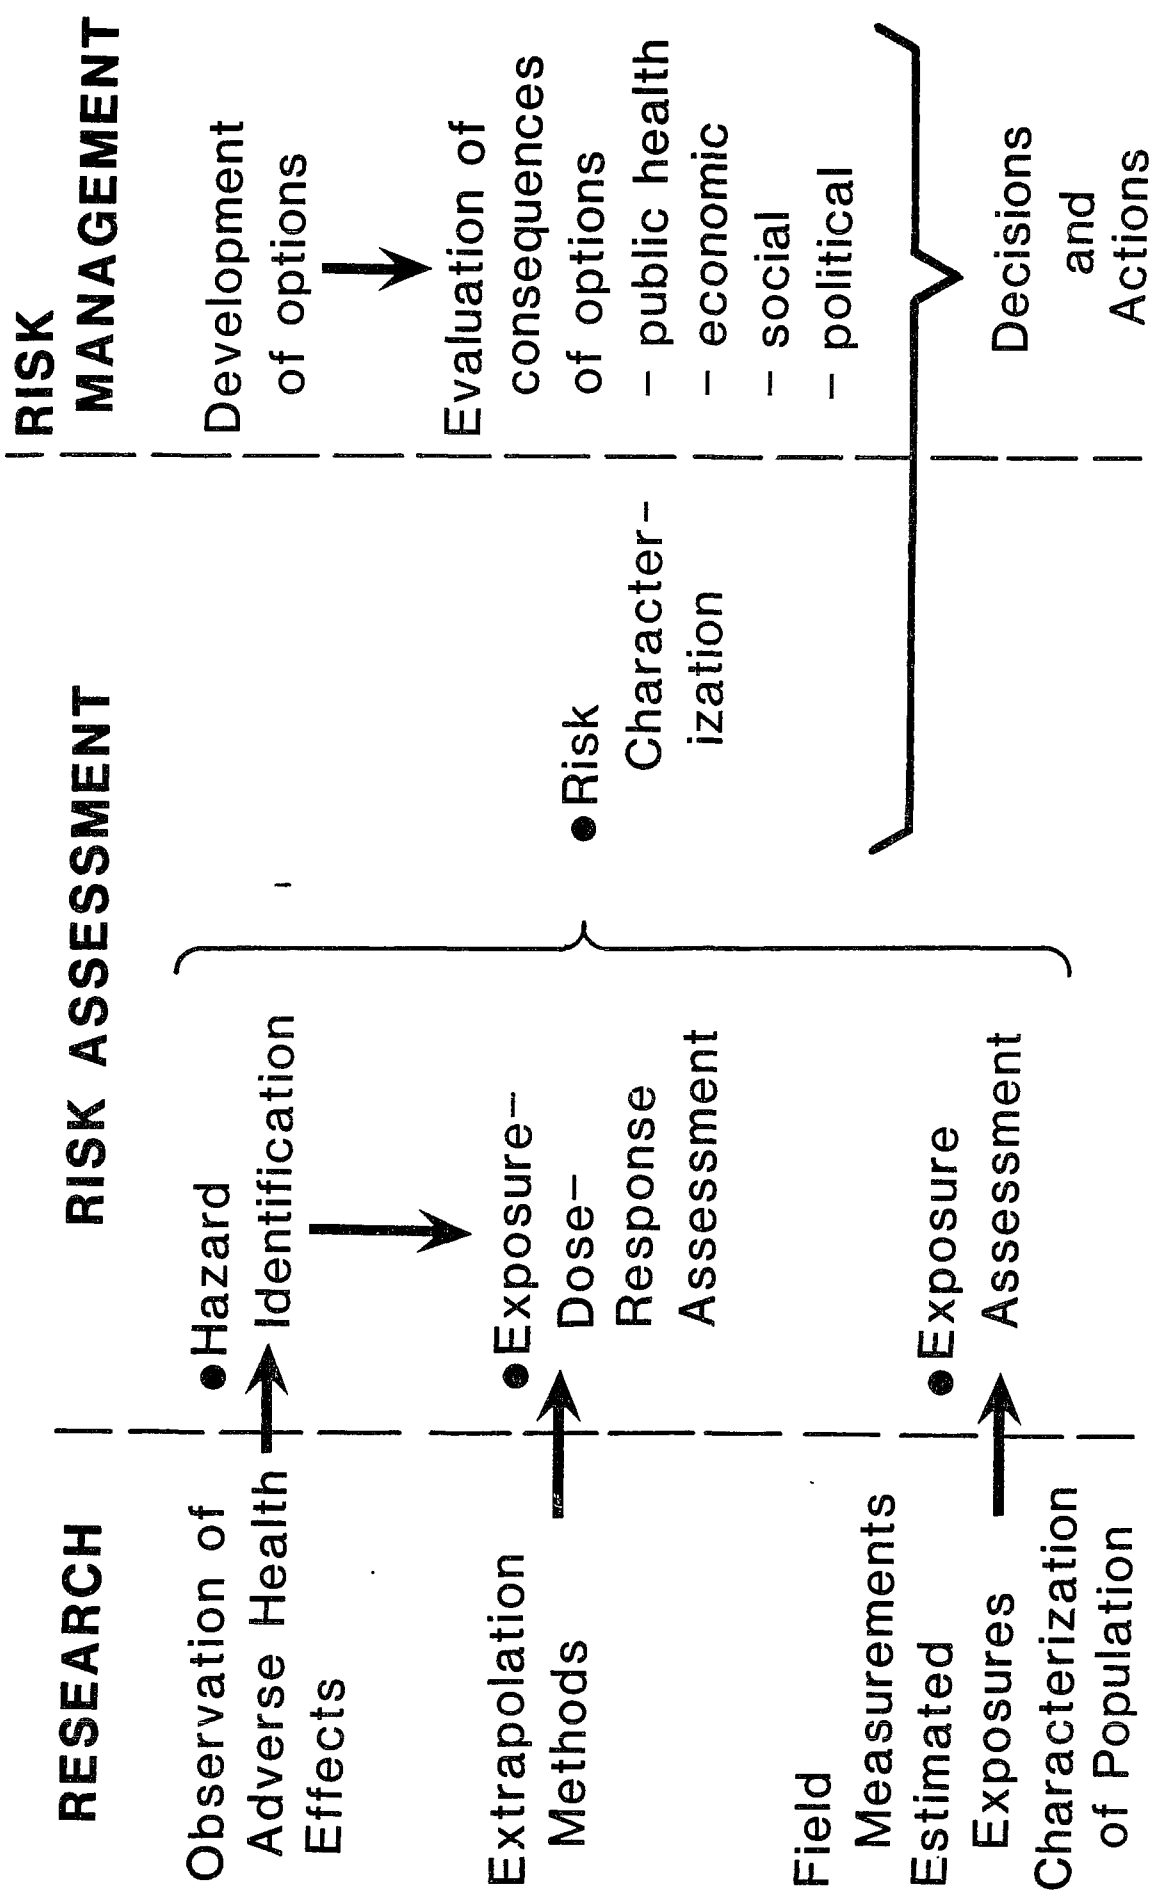 RESEARCH
Observation of
Adverse Health
Effects
Extrapolation
Methods
Field
Measurements
Estimated
Exposures
Characterization
of Population
RISK ASSESSMENT
● Hazard
Identification
● Exposure–
Dose–
Response
Assessment
● Exposure
Assessment
● Risk
Character–
ization
RISK
MANAGEMENT
Development
of options
Evaluation of
consequences
of options
– public health
– economic
– social
– political
Decisions
and
Actions